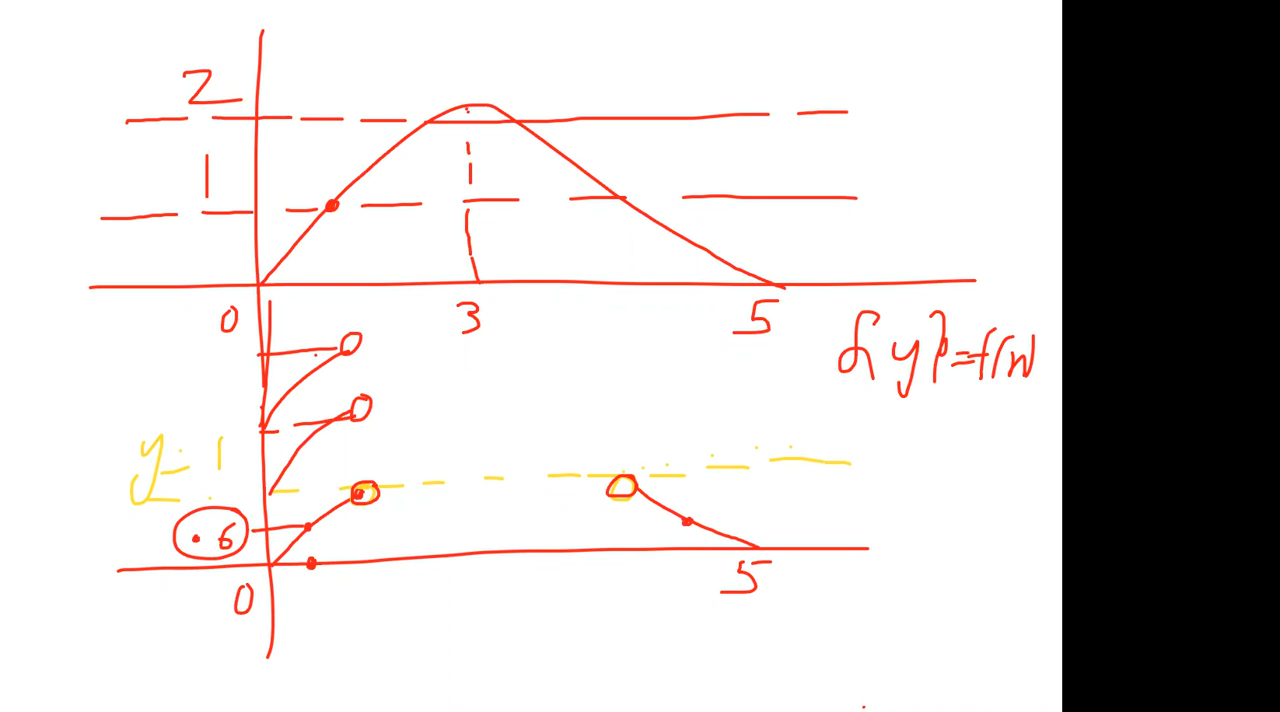 2
1
0 3 5
{y} = f(x)
y = 1
.6
0 5